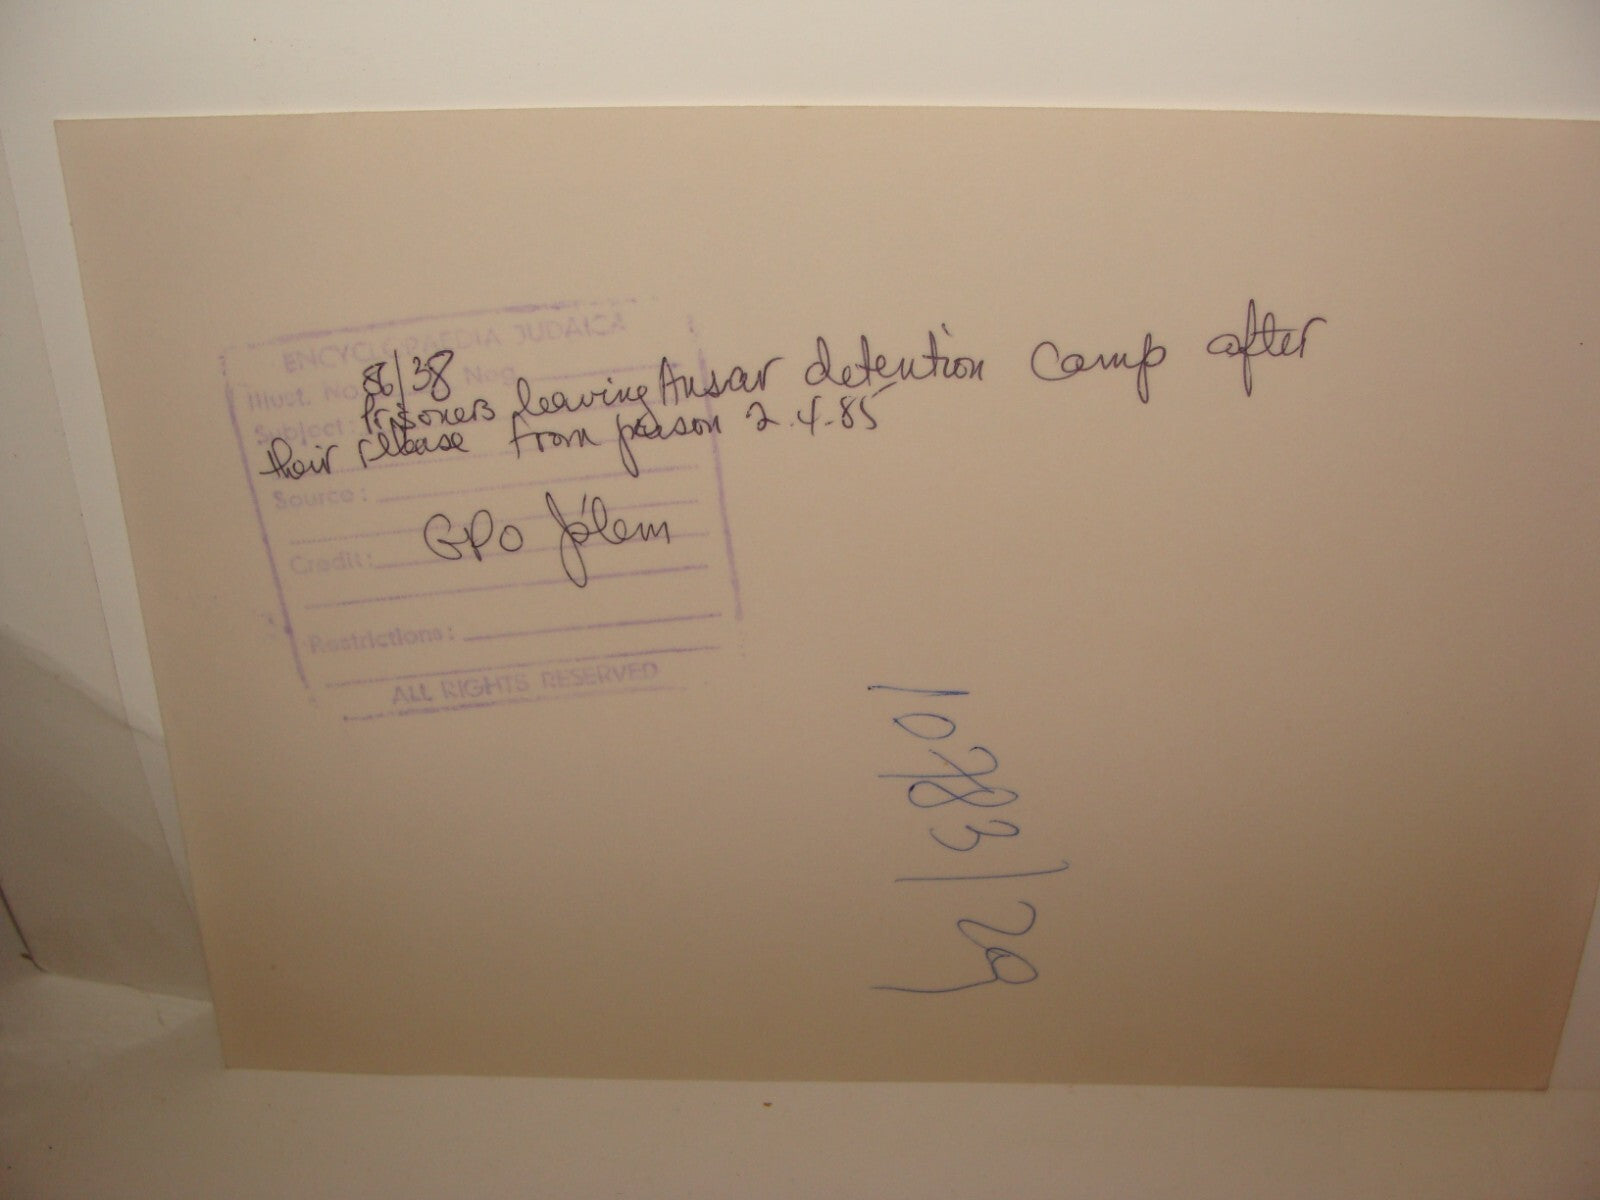 ENCYCLOPAEDIA JUDAICA
Illust. No. 86/38 Neg.
Subject: Prisoners leaving Ansar detention camp after
their release from prison 2.4.85
Source:
Credit: GPO J'lem
Restrictions:
ALL RIGHTS RESERVED
10783/29